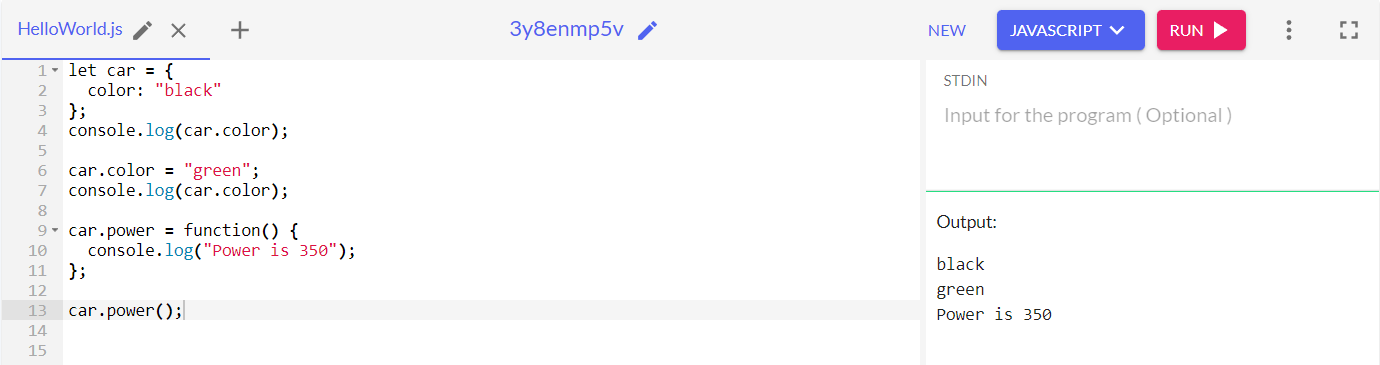 HelloWorld.js
3y8enmp5v
NEW
JAVASCRIPT
RUN
1 let car = {
2   color: "black"
3 };
4 console.log(car.color);
5
6 car.color = "green";
7 console.log(car.color);
8
9 car.power = function() {
10   console.log("Power is 350");
11 };
12
13 car.power();
14
15
STDIN
Input for the program ( Optional )
Output:
black
green
Power is 350